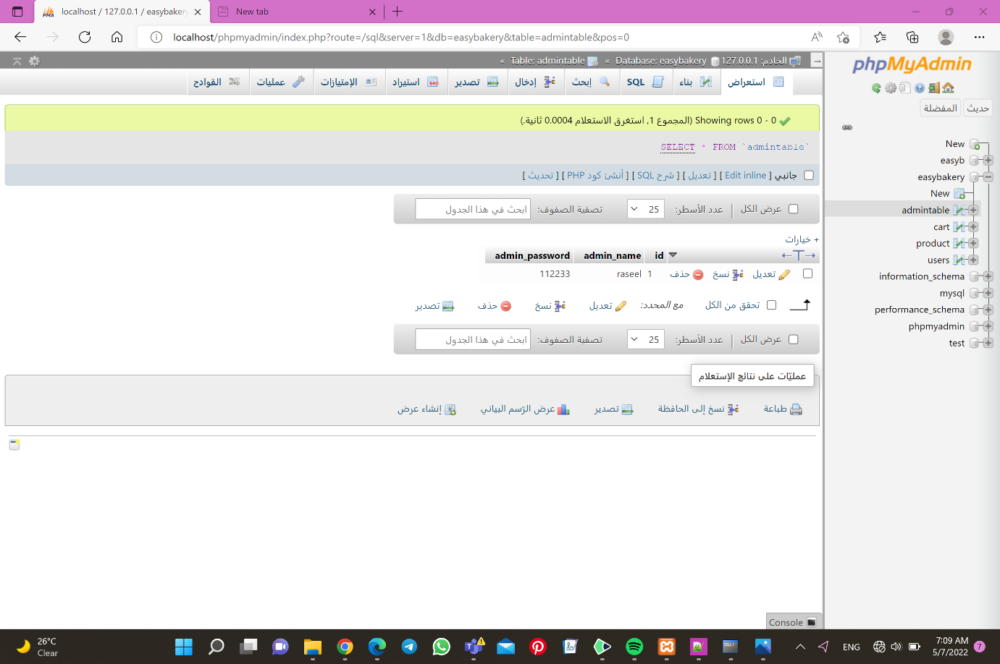 localhost / 127.0.0.1 / easybakery
New tab
localhost/phpmyadmin/index.php?route=/sql&server=1&db=easybakery&table=admintable&pos=0
الخادم: 127.0.0.1 » Database: easybakery » Table: admintable »
استعراض
بناء
SQL
إبحث
إدخال
تصدير
استيراد
الإمتيازات
عمليات
القوادح
Showing rows 0 - 0 (المجموع 1, استغرق الاستعلام 0.0004 ثانية.)
SELECT * FROM `admintable`
جانبي [ Edit inline ] [ تعديل ] [ شرح SQL ] [ أنشئ كود PHP ] [ تحديث ]
عرض الكل | عدد الأسطر: 25 تصفية الصفوف: ابحث في هذا الجدول
+ خيارات
←T→ id admin_name admin_password
تعديل نسخ حذف 1 raseel 112233
تحقق من الكل مع المحدد: تعديل نسخ حذف تصدير
عرض الكل | عدد الأسطر: 25 تصفية الصفوف: ابحث في هذا الجدول
عمليّات على نتائج الإستعلام
طباعة نسخ إلى الحافظة تصدير عرض الرّسم البياني إنشاء عرض
Console
phpMyAdmin
حديث المفضلة
New
easyb
easybakery
New
admintable
cart
product
users
information_schema
mysql
performance_schema
phpmyadmin
test
26°C
Clear
ENG
7:09 AM
5/7/2022
7